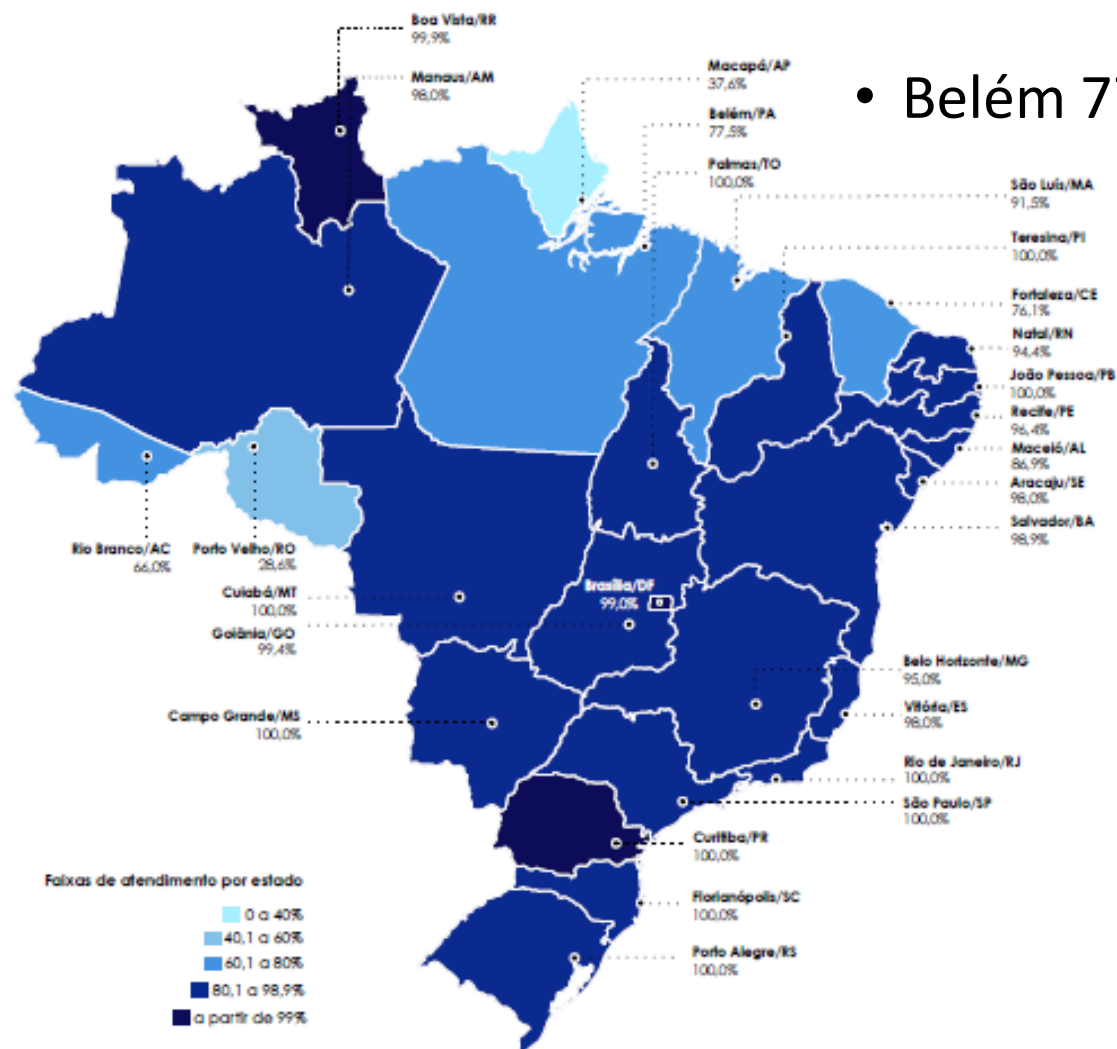 Boa Vista/RR
99,9%
Manaus/AM
98,0%
Macapá/AP
37,6%
• Belém 77
Belém/PA
77,5%
Palmas/TO
100,0%
São Luís/MA
91,5%
Teresina/PI
100,0%
Fortaleza/CE
76,1%
Natal/RN
94,4%
João Pessoa/PB
100,0%
Recife/PE
96,4%
Maceió/AL
86,9%
Aracaju/SE
98,0%
Salvador/BA
98,9%
Rio Branco/AC
66,0%
Porto Velho/RO
28,6%
Cuiabá/MT
100,0%
Brasília/DF
99,0%
Goiânia/GO
99,4%
Belo Horizonte/MG
95,0%
Campo Grande/MS
100,0%
Vitória/ES
98,0%
Rio de Janeiro/RJ
100,0%
São Paulo/SP
100,0%
Curitiba/PR
100,0%
Florianópolis/SC
100,0%
Porto Alegre/RS
100,0%
Faixas de atendimento por estado
0 a 40%
40,1 a 60%
60,1 a 80%
80,1 a 98,9%
a partir de 99%